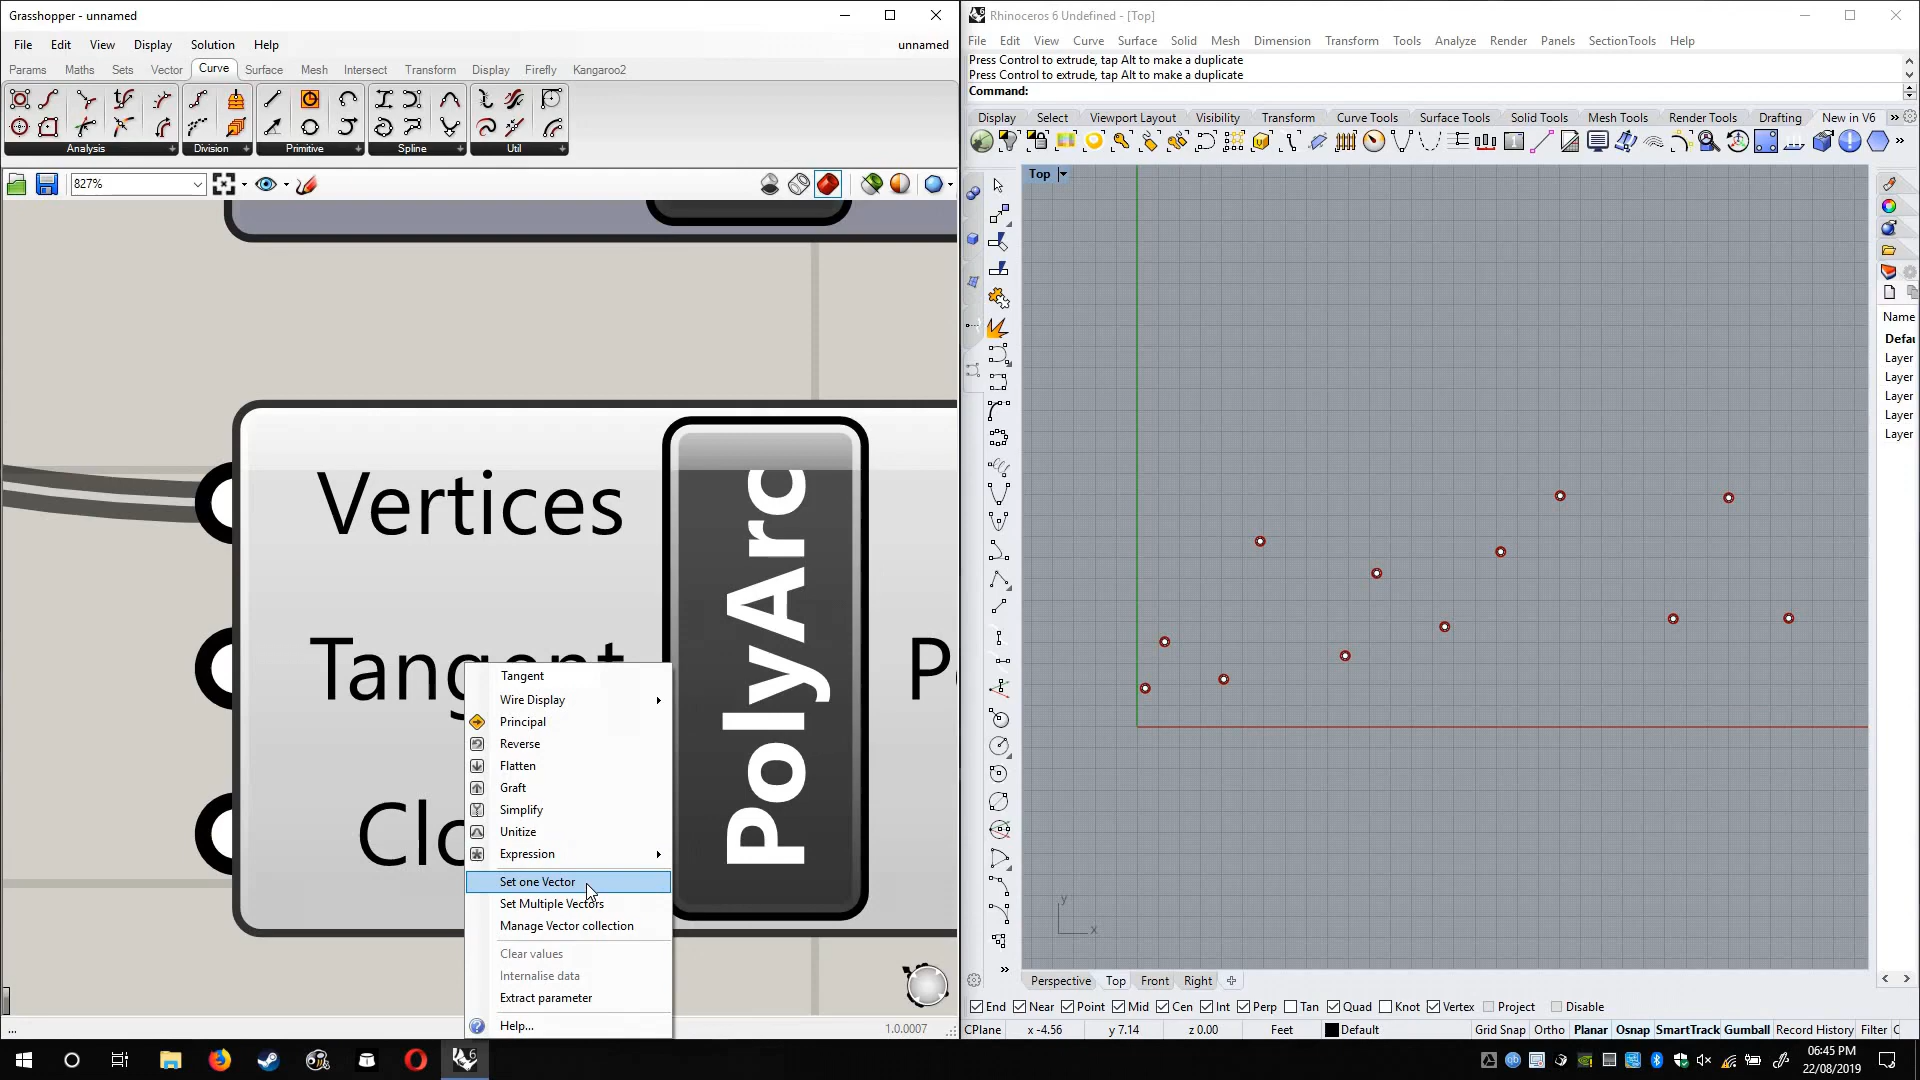 Grasshopper - unnamed
File Edit View Display Solution Help
unnamed
Params Maths Sets Vector Curve Surface Mesh Intersect Transform Display Firefly Kangaroo2
Analysis Division Primitive Spline Util
827%
Vertices
Tangent
Clo
PolyArc
P
Tangent
Wire Display
Principal
Reverse
Flatten
Graft
Simplify
Unitize
Expression
Set one Vector
Set Multiple Vectors
Manage Vector collection
Clear values
Internalise data
Extract parameter
Help...
...
1.0.0007
Rhinoceros 6 Undefined - [Top]
File Edit View Curve Surface Solid Mesh Dimension Transform Tools Analyze Render Panels SectionTools Help
Press Control to extrude, tap Alt to make a duplicate
Press Control to extrude, tap Alt to make a duplicate
Command:
Display Select Viewport Layout Visibility Transform Curve Tools Surface Tools Solid Tools Mesh Tools Render Tools Drafting New in V6
Top
y
x
Name
Defau
Layer
Layer
Layer
Layer
Layer
Perspective Top Front Right
End Near Point Mid Cen Int Perp Tan Quad Knot Vertex Project Disable
CPlane x -4.56 y 7.14 z 0.00 Feet Default Grid Snap Ortho Planar Osnap SmartTrack Gumball Record History Filter C
06:45 PM
22/08/2019